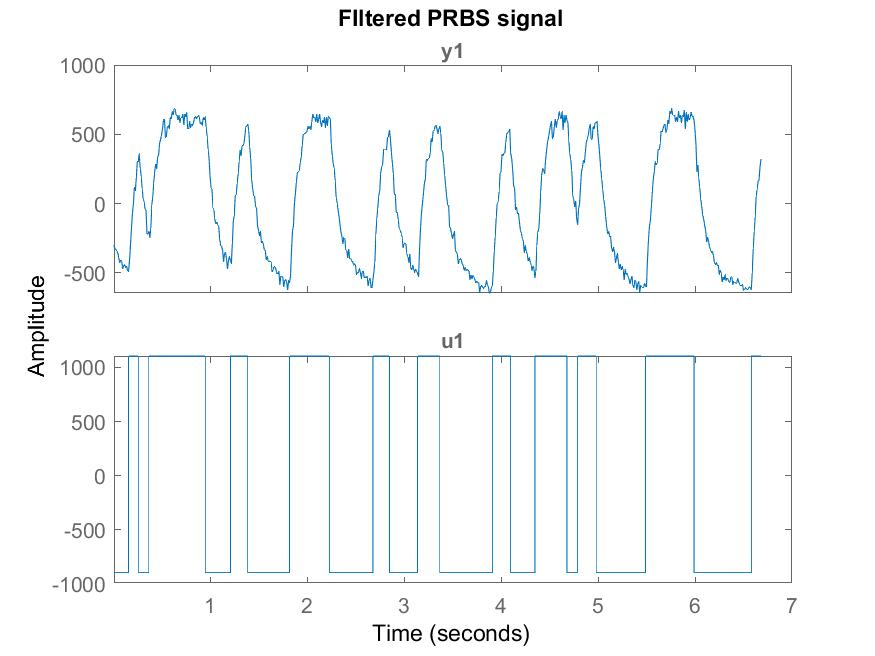 FIltered PRBS signal
y1
1000
500
0
-500
Amplitude
u1
1000
500
0
-500
-1000
1 2 3 4 5 6 7
Time (seconds)